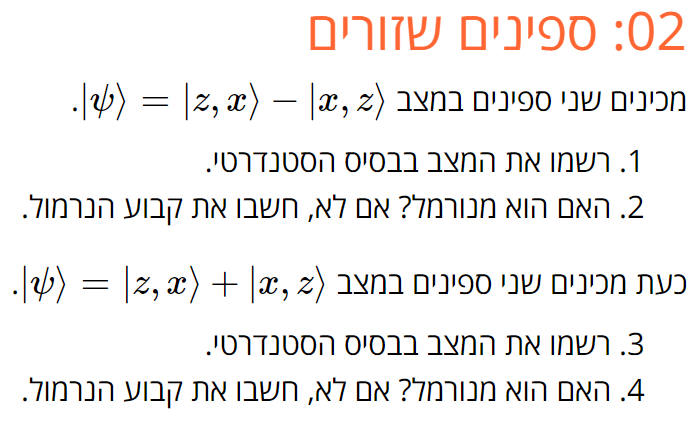 02: ספינים שזורים
מכינים שני ספינים במצב |ψ⟩ = |z, x⟩ − |x, z⟩.
1. רשמו את המצב בבסיס הסטנדרטי.
2. האם הוא מנורמל? אם לא, חשבו את קבוע הנרמול.
כעת מכינים שני ספינים במצב |ψ⟩ = |z, x⟩ + |x, z⟩.
3. רשמו את המצב בבסיס הסטנדרטי.
4. האם הוא מנורמל? אם לא, חשבו את קבוע הנרמול.